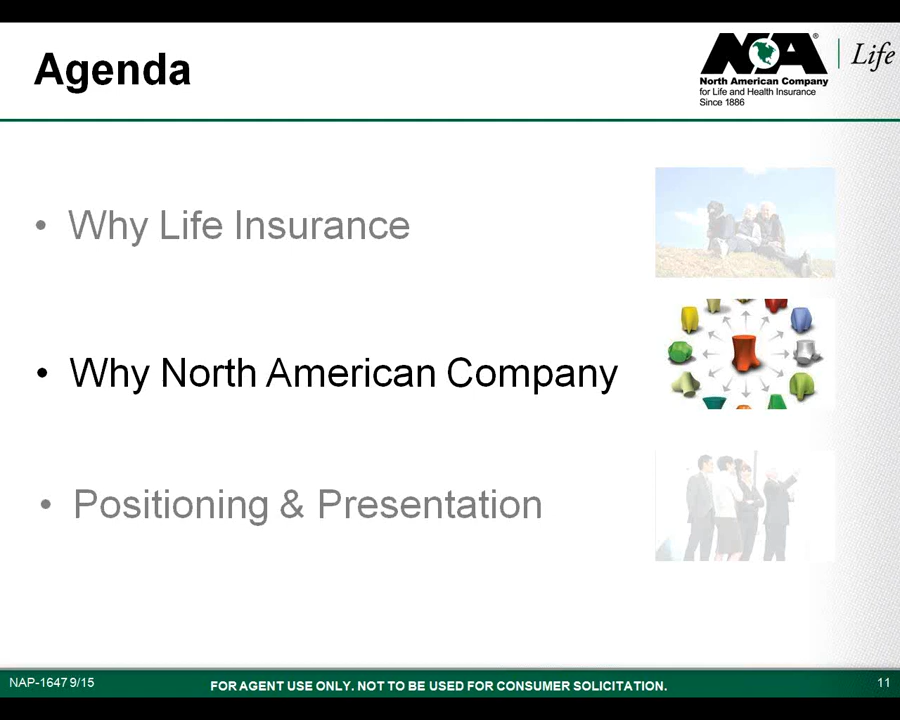 Agenda
NAA®
Life
North American Company
for Life and Health Insurance
Since 1886
• Why Life Insurance
• Why North American Company
• Positioning & Presentation
NAP-1647 9/15
FOR AGENT USE ONLY. NOT TO BE USED FOR CONSUMER SOLICITATION.
11